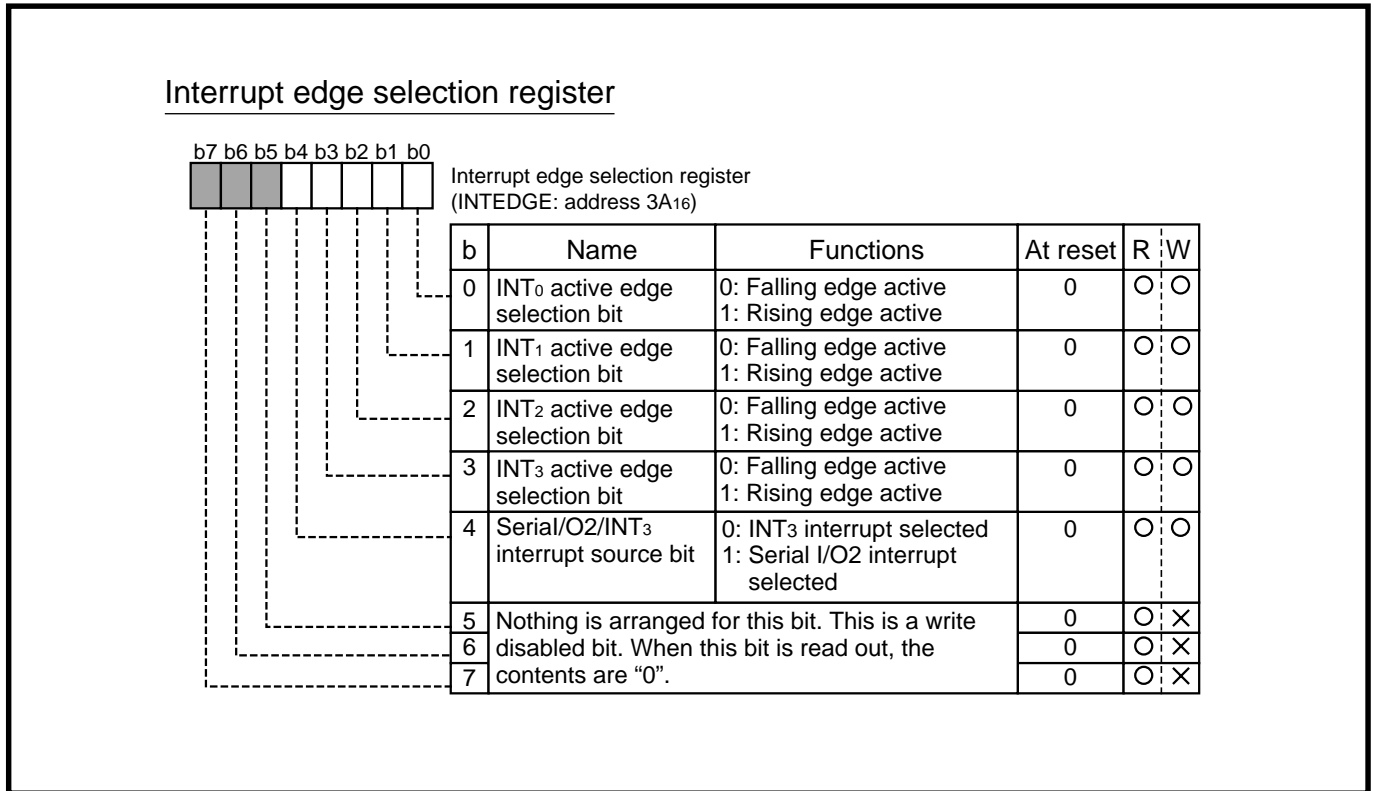 Interrupt edge selection register
b7 b6 b5 b4 b3 b2 b1 b0
Interrupt edge selection register
(INTEDGE: address 3A16)
b Name Functions At reset R W
0 INT0 active edge selection bit 0: Falling edge active 0 O O
1: Rising edge active
1 INT1 active edge selection bit 0: Falling edge active 0 O O
1: Rising edge active
2 INT2 active edge selection bit 0: Falling edge active 0 O O
1: Rising edge active
3 INT3 active edge selection bit 0: Falling edge active 0 O O
1: Rising edge active
4 Serial/O2/INT3 interrupt source bit 0: INT3 interrupt selected 0 O O
1: Serial I/O2 interrupt
selected
5 Nothing is arranged for this bit. This is a write 0 O ×
6 disabled bit. When this bit is read out, the 0 O ×
7 contents are “0”. 0 O ×